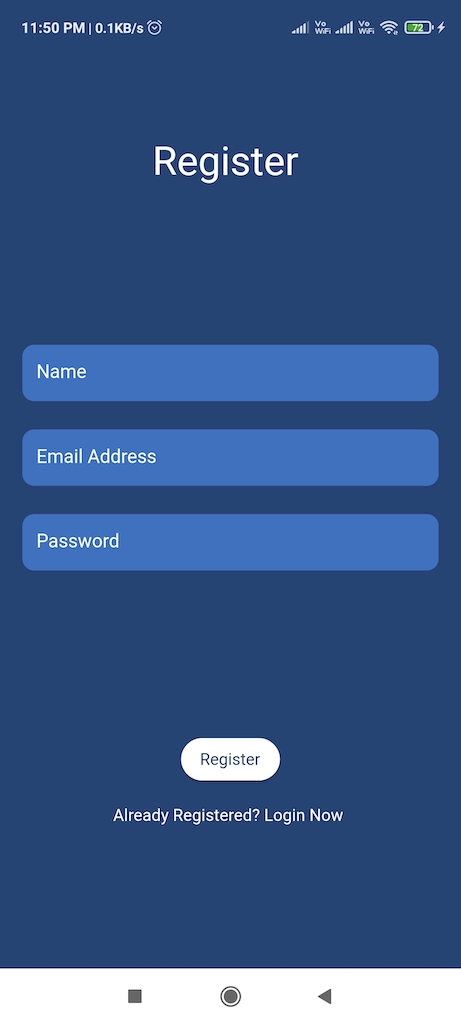 11:50 PM | 0.1KB/s
Vo WiFi Vo WiFi 72
Register
Name
Email Address
Password
Register
Already Registered? Login Now